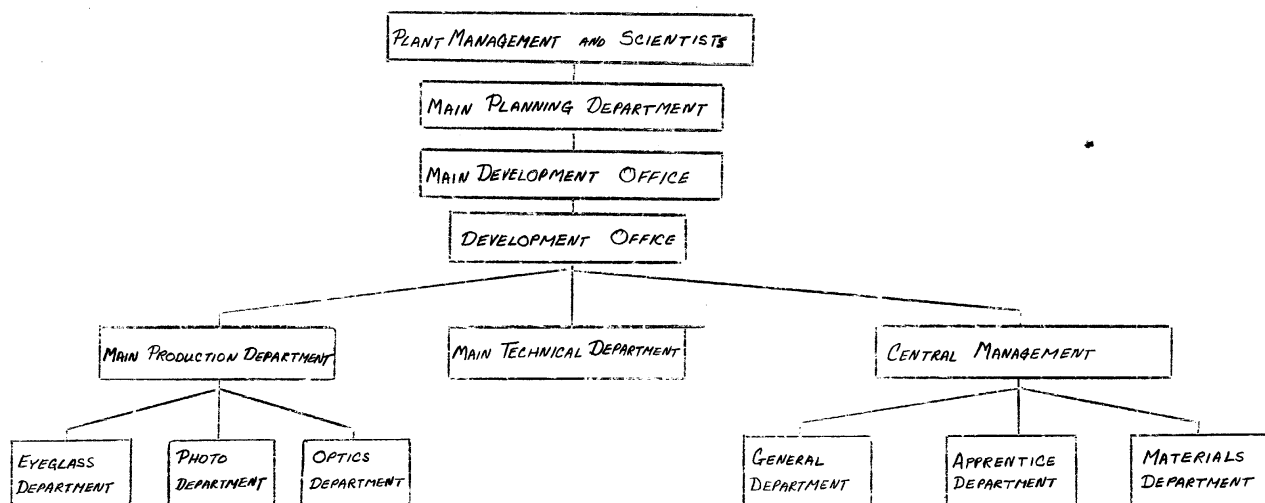 PLANT MANAGEMENT AND SCIENTISTS
MAIN PLANNING DEPARTMENT
MAIN DEVELOPMENT OFFICE
DEVELOPMENT OFFICE
MAIN PRODUCTION DEPARTMENT
MAIN TECHNICAL DEPARTMENT
CENTRAL MANAGEMENT
EYEGLASS
DEPARTMENT
PHOTO
DEPARTMENT
OPTICS
DEPARTMENT
GENERAL
DEPARTMENT
APPRENTICE
DEPARTMENT
MATERIALS
DEPARTMENT